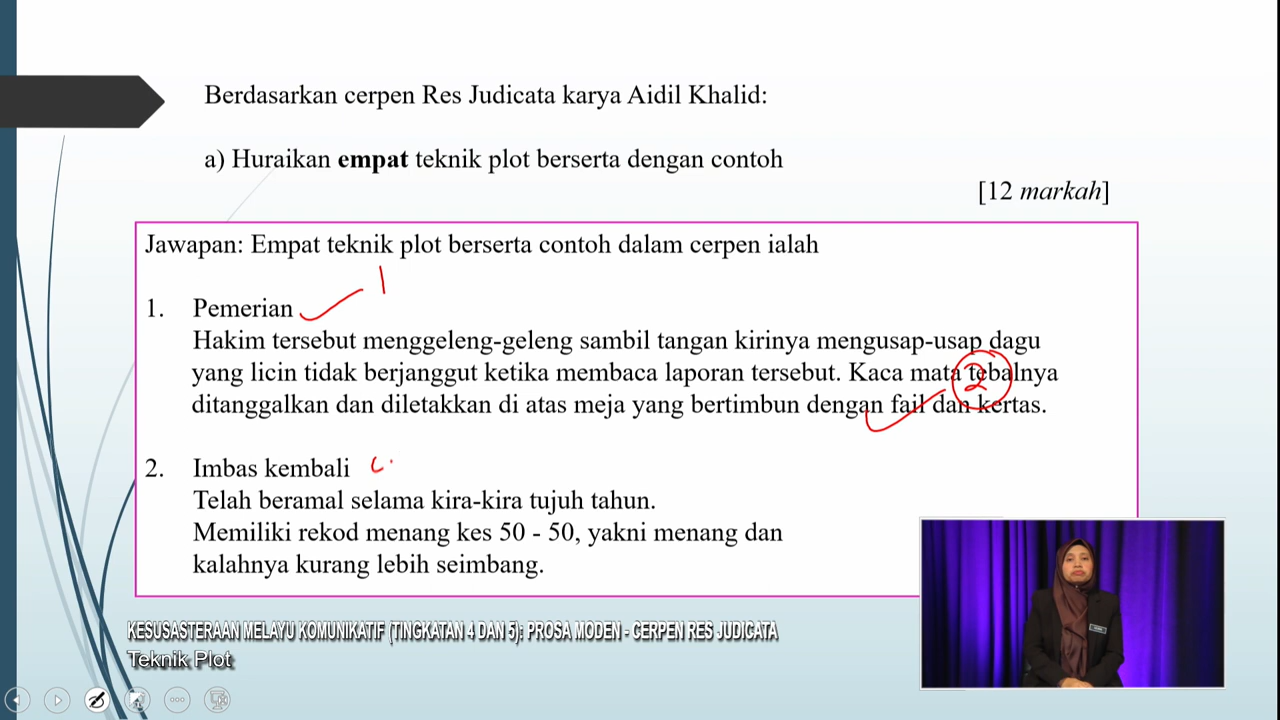 Berdasarkan cerpen Res Judicata karya Aidil Khalid:
a) Huraikan empat teknik plot berserta dengan contoh
[12 markah]
Jawapan: Empat teknik plot berserta contoh dalam cerpen ialah
1
1. Pemerian
Hakim tersebut menggeleng-geleng sambil tangan kirinya mengusap-usap dagu
yang licin tidak berjanggut ketika membaca laporan tersebut. Kaca mata tebalnya
2
ditanggalkan dan diletakkan di atas meja yang bertimbun dengan fail dan kertas.
2. Imbas kembali
Telah beramal selama kira-kira tujuh tahun.
Memiliki rekod menang kes 50 - 50, yakni menang dan
kalahnya kurang lebih seimbang.
KESUSASTERAAN MELAYU KOMUNIKATIF (TINGKATAN 4 DAN 5): PROSA MODEN - CERPEN RES JUDICATA
Teknik Plot